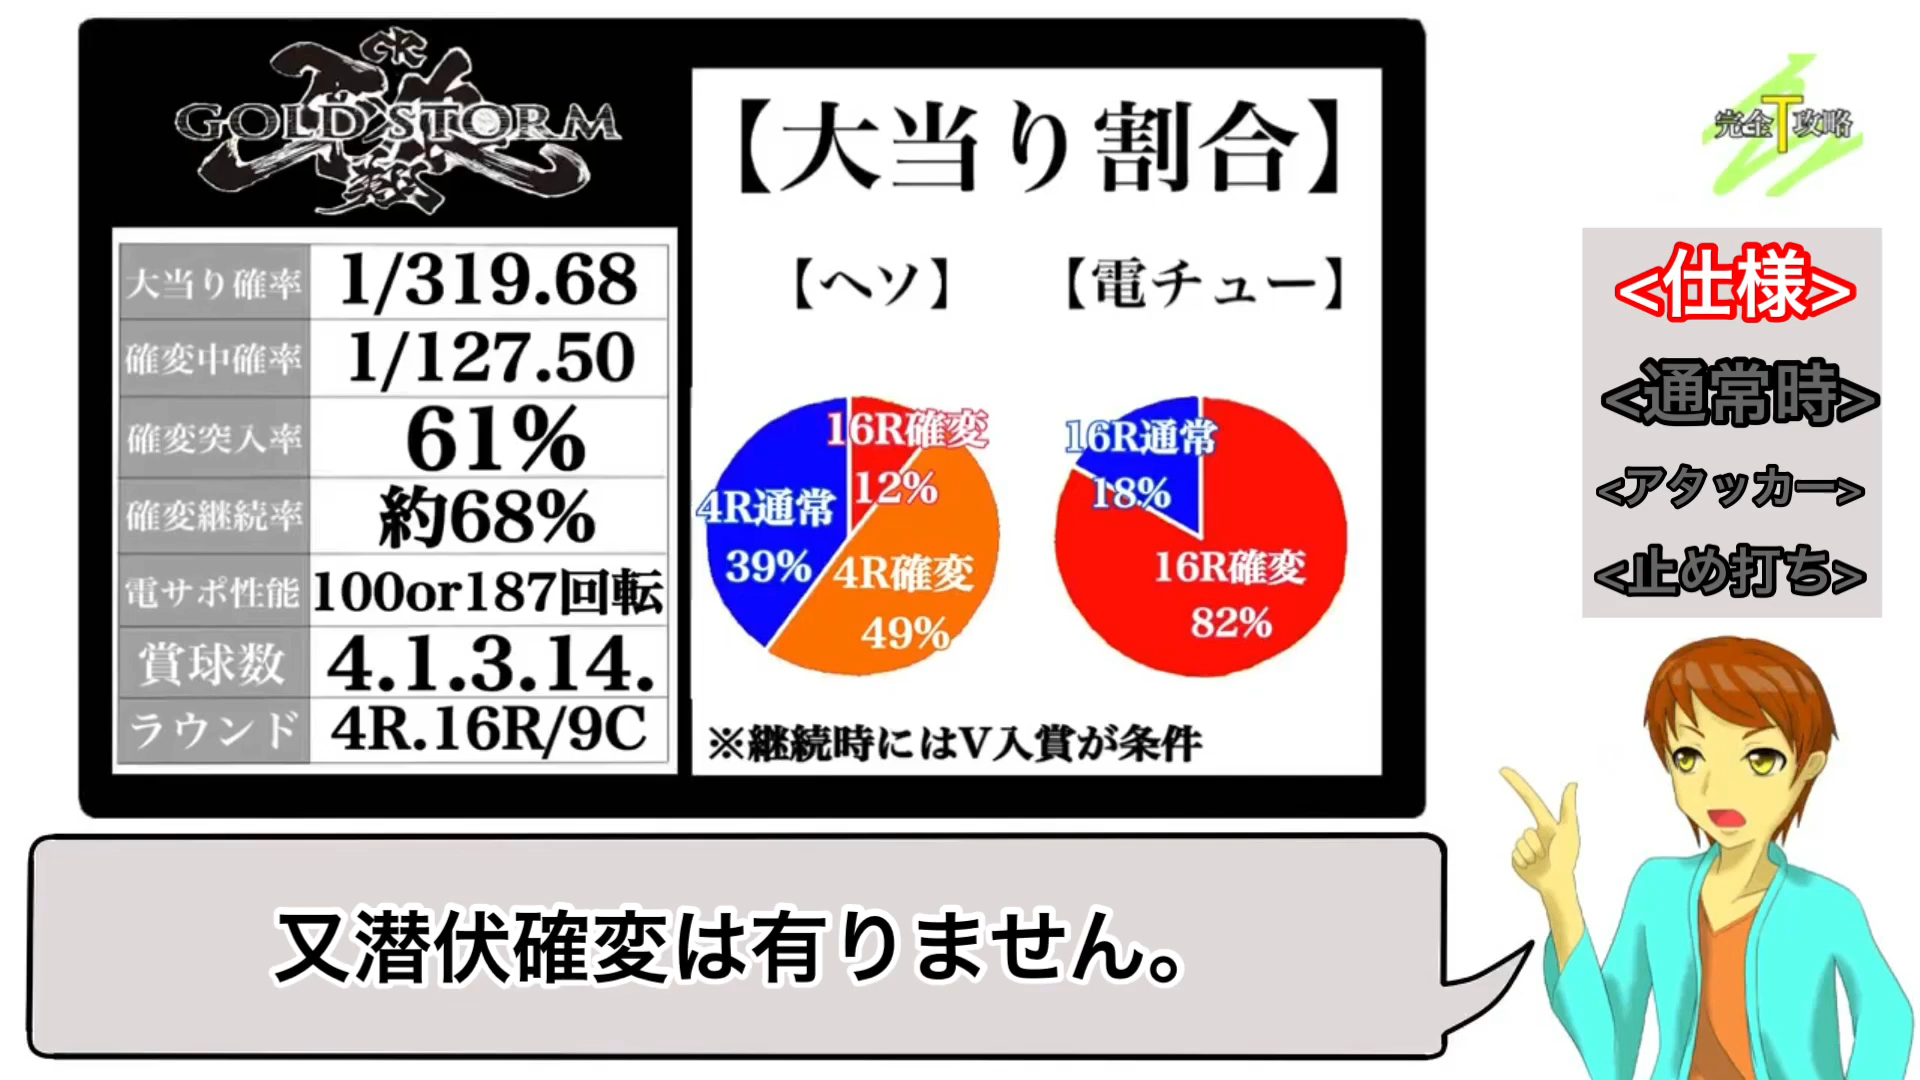 CR
牙狼
GOLD STORM
翔
大当り確率 1/319.68
確変中確率 1/127.50
確変突入率 61%
確変継続率 約68%
電サポ性能 100or187回転
賞球数 4.1.3.14.
ラウンド 4R.16R/9C
【大当り割合】
【ヘソ】
【電チュー】
16R確変
12%
4R通常
39%
4R確変
49%
16R通常
18%
16R確変
82%
※継続時にはV入賞が条件
完全T攻略
<仕様>
<通常時>
<アタッカー>
<止め打ち>
又潜伏確変は有りません。